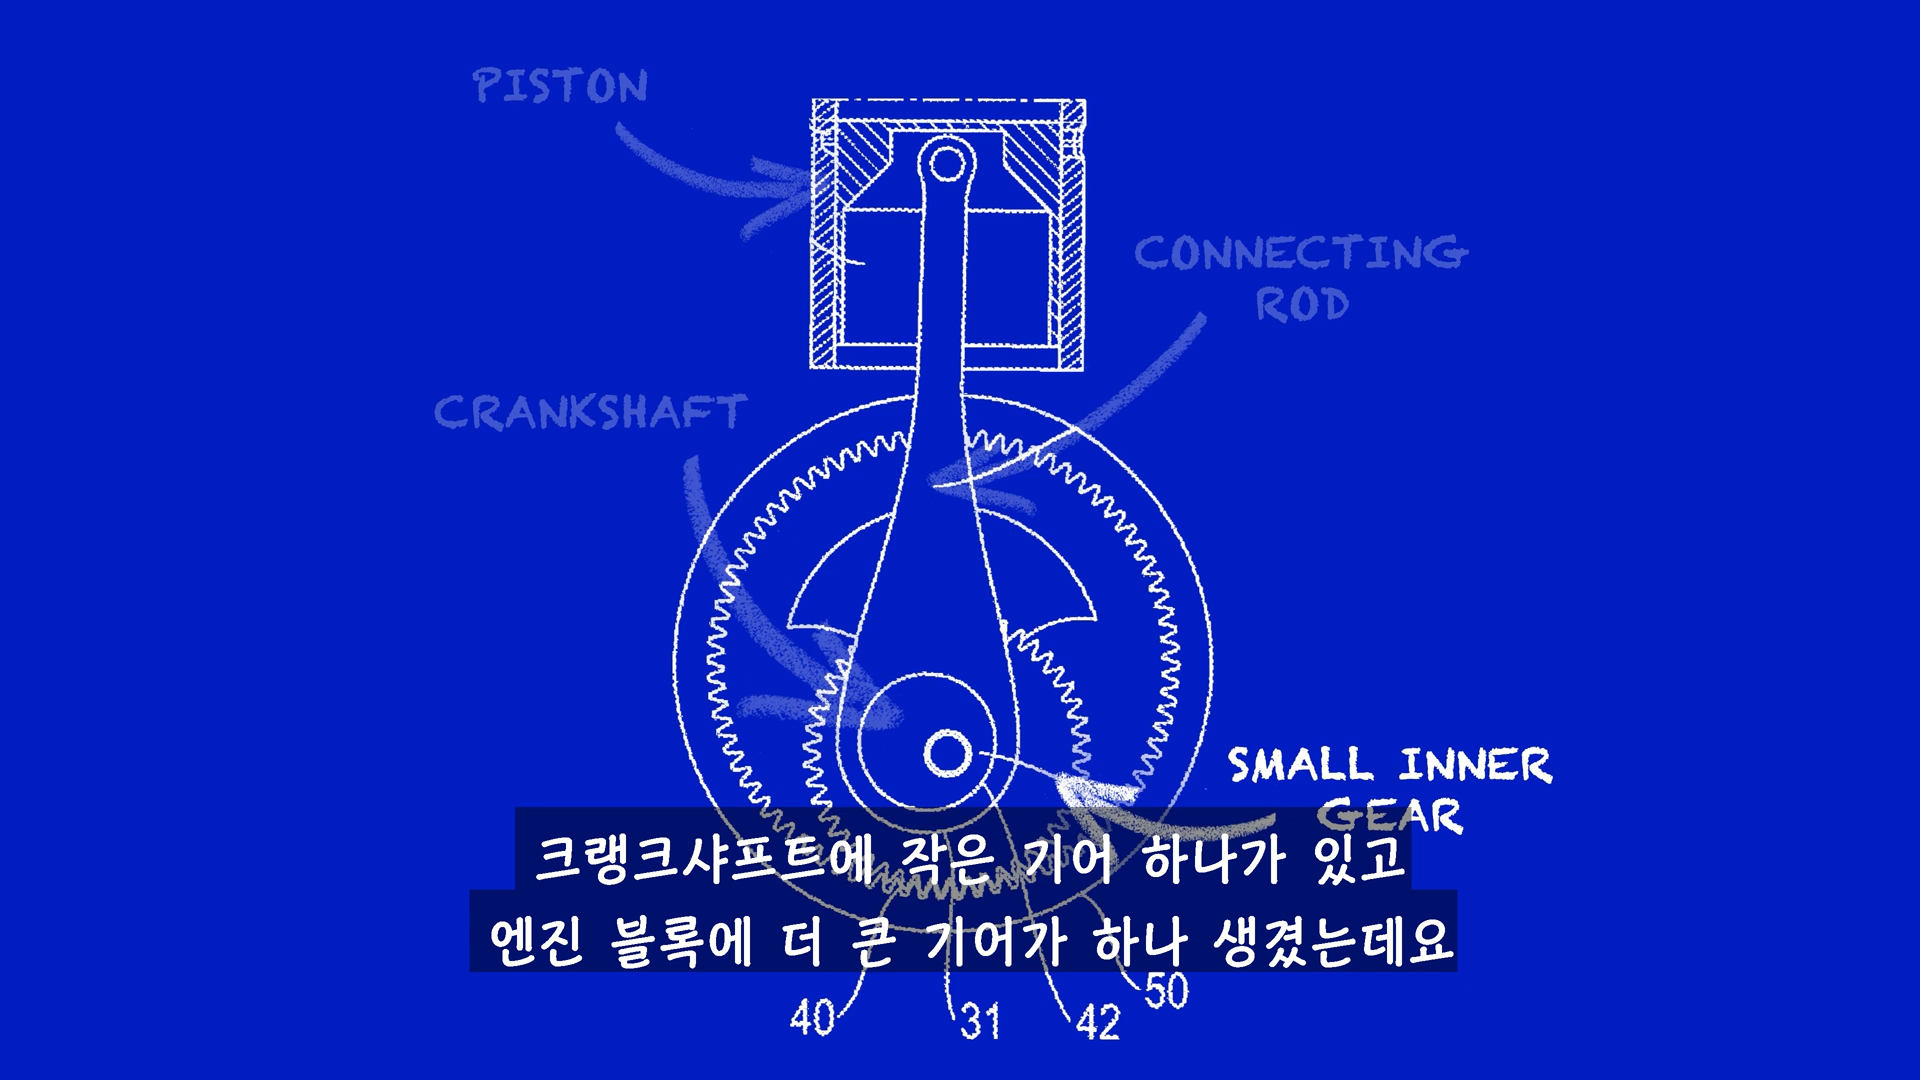 PISTON
CONNECTING
ROD
CRANKSHAFT
SMALL INNER
GEAR
크랭크샤프트에 작은 기어 하나가 있고
엔진 블록에 더 큰 기어가 하나 생겼는데요
50
40
31
42